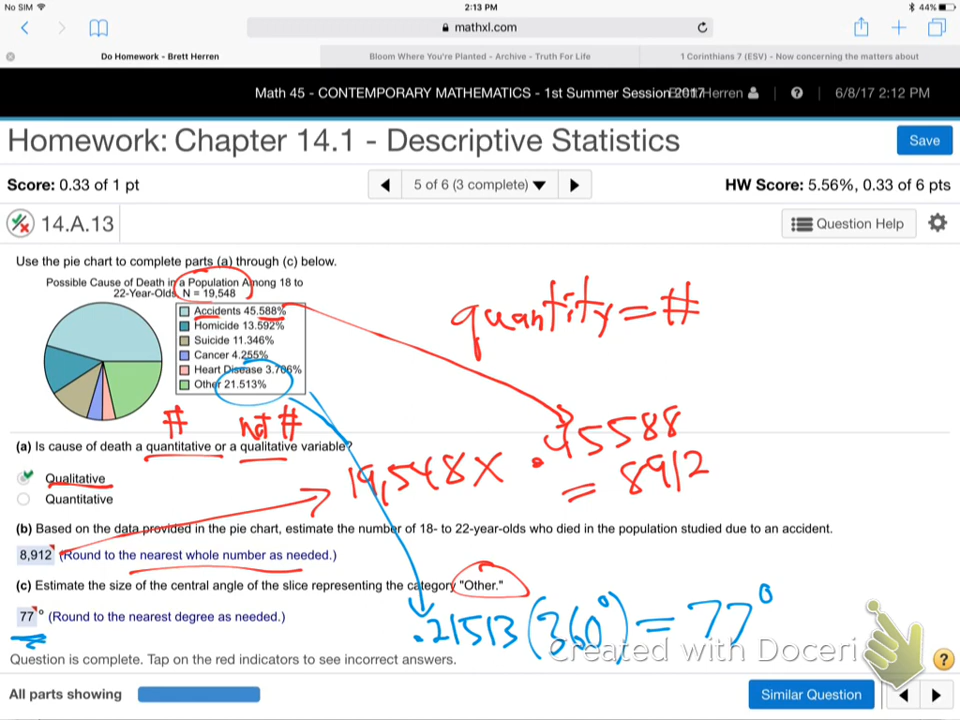 No SIM 2:13 PM 44%
mathxl.com
Do Homework - Brett Herren Bloom Where You're Planted - Archive - Truth For Life 1 Corinthians 7 (ESV) - Now concerning the matters about
Math 45 - CONTEMPORARY MATHEMATICS - 1st Summer Session 2017 Herren ? 6/8/17 2:12 PM
Homework: Chapter 14.1 - Descriptive Statistics Save
Score: 0.33 of 1 pt 5 of 6 (3 complete) HW Score: 5.56%, 0.33 of 6 pts
14.A.13 Question Help
Use the pie chart to complete parts (a) through (c) below.
Possible Cause of Death in a Population Among 18 to
22-Year-Olds, N = 19,548
Accidents 45.588%
Homicide 13.592%
Suicide 11.346%
Cancer 4.255%
Heart Disease 3.706%
Other 21.513%
quantity = #
# not #
(a) Is cause of death a quantitative or a qualitative variable?
Qualitative
Quantitative
19,548 X .45588
= 8912
(b) Based on the data provided in the pie chart, estimate the number of 18- to 22-year-olds who died in the population studied due to an accident.
8,912 (Round to the nearest whole number as needed.)
(c) Estimate the size of the central angle of the slice representing the category "Other."
77° (Round to the nearest degree as needed.)
.21513 (360°) = 77°
Created with Doceri
Question is complete. Tap on the red indicators to see incorrect answers. ?
All parts showing Similar Question